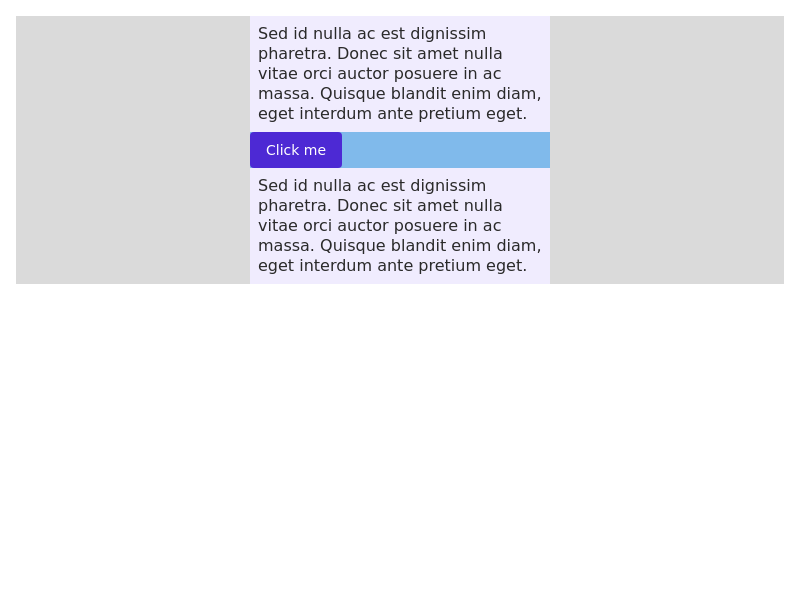 Sed id nulla ac est dignissim
pharetra. Donec sit amet nulla
vitae orci auctor posuere in ac
massa. Quisque blandit enim diam,
eget interdum ante pretium eget.
Click me
Sed id nulla ac est dignissim
pharetra. Donec sit amet nulla
vitae orci auctor posuere in ac
massa. Quisque blandit enim diam,
eget interdum ante pretium eget.